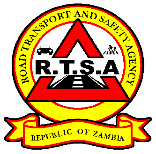 ROAD TRANSPORT AND SAFETY AGENCY
R.T.S.A
REPUBLIC OF ZAMBIA